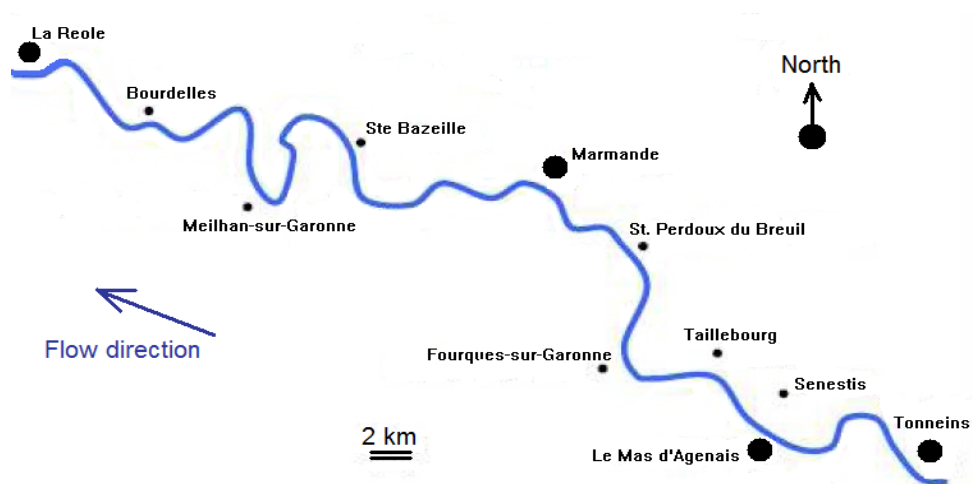 La Reole
North
Bourdelles
Ste Bazeille
Marmande
Meilhan-sur-Garonne
St. Perdoux du Breuil
Flow direction
Taillebourg
Fourques-sur-Garonne
Senestis
2 km
Tonneins
Le Mas d'Agenais